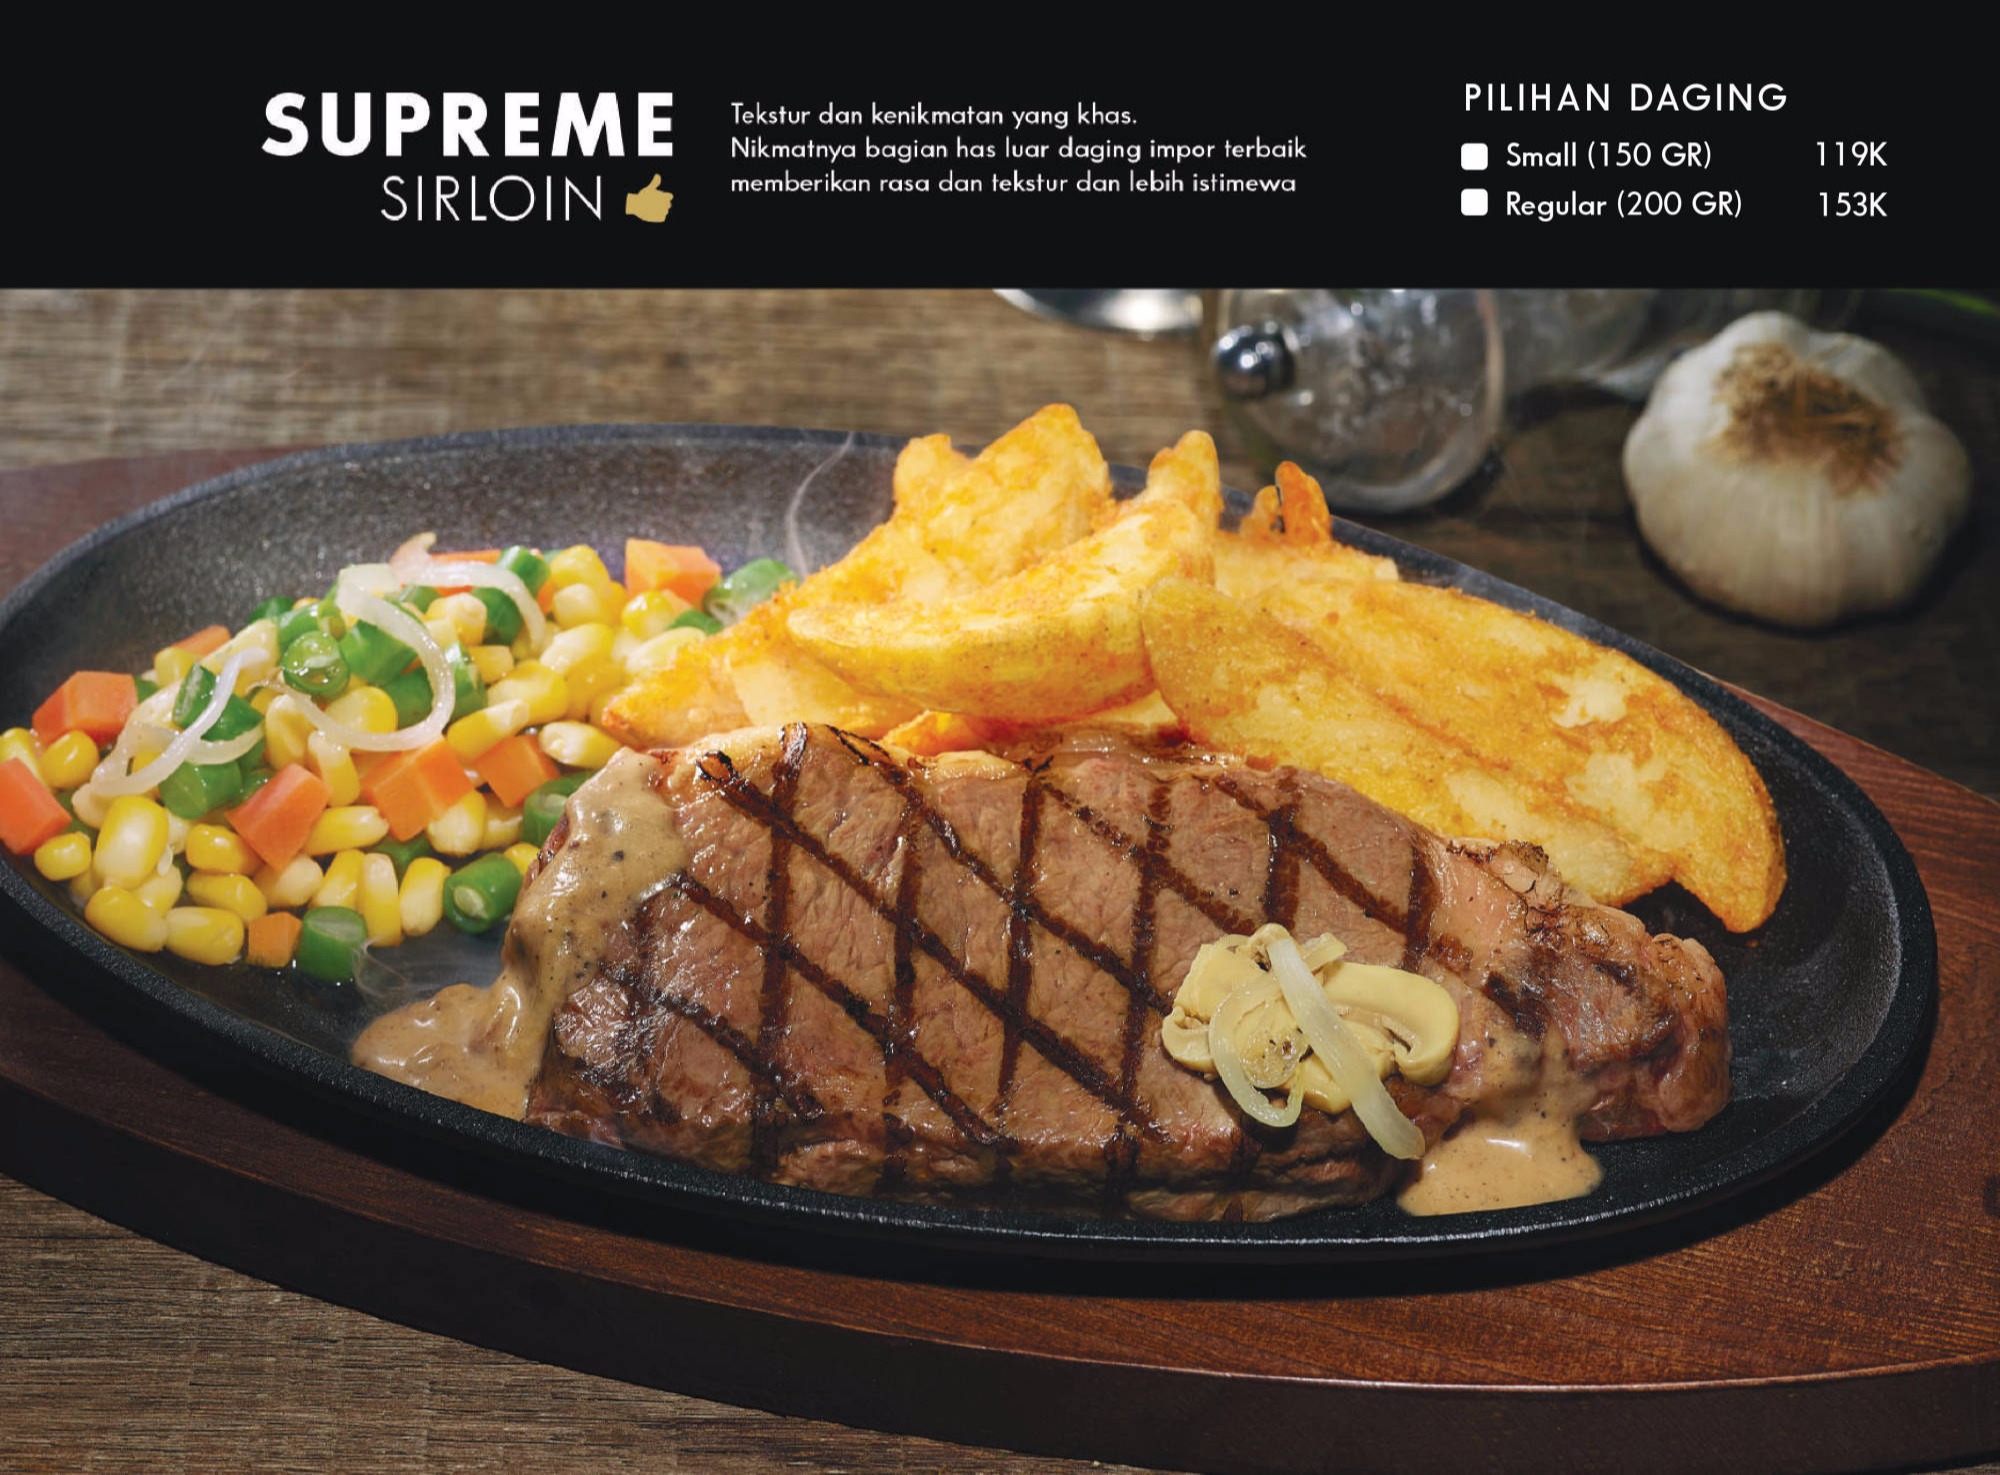 SUPREME
SIRLOIN
Tekstur dan kenikmatan yang khas.
Nikmatnya bagian has luar daging impor terbaik
memberikan rasa dan tekstur dan lebih istimewa
PILIHAN DAGING
Small (150 GR) 119K
Regular (200 GR) 153K